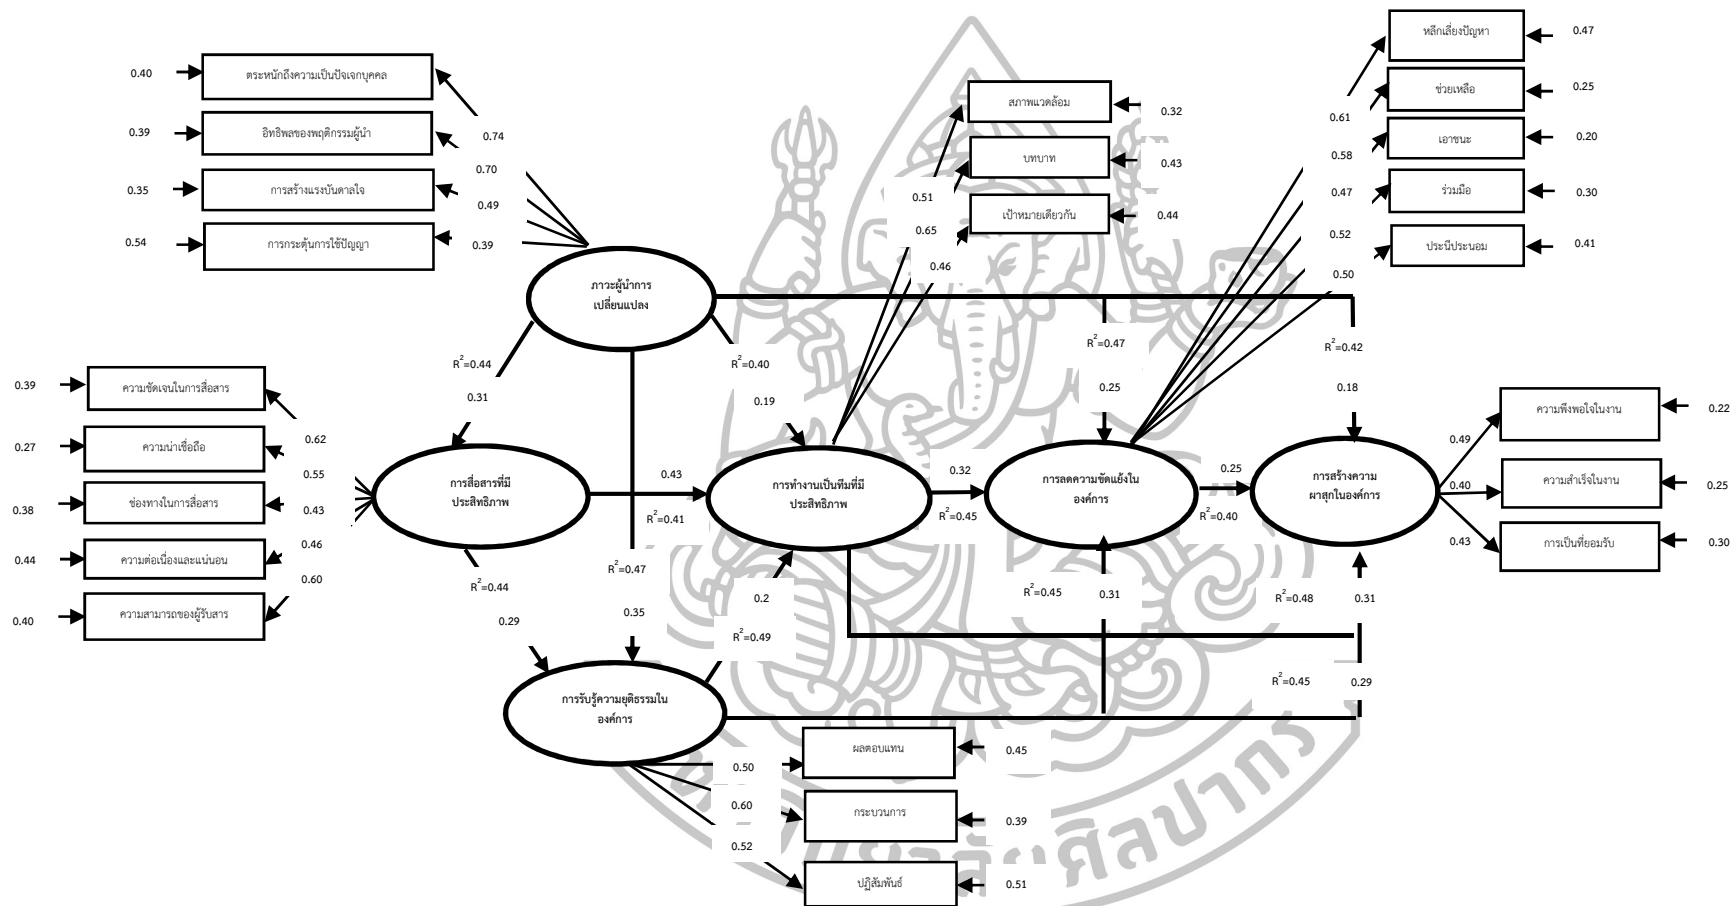 หลีกเลี่ยงปัญหา
0.47
0.40
ตระหนักถึงความเป็นปัจเจกบุคคล
ช่วยเหลือ
0.25
สภาพแวดล้อม
0.32
0.61
0.39
อิทธิพลของพฤติกรรมผู้นำ
0.74
เอาชนะ
0.20
บทบาท
0.43
0.58
0.70
0.35
การสร้างแรงบันดาลใจ
0.49
0.51
0.47
ร่วมมือ
0.30
เป้าหมายเดียวกัน
0.44
0.65
0.52
0.54
การกระตุ้นการใช้ปัญญา
0.39
ประนีประนอม
0.41
0.46
0.50
ภาวะผู้นำการ
เปลี่ยนแปลง
R²=0.44
R²=0.40
R²=0.47
R²=0.42
0.39
ความชัดเจนในการสื่อสาร
0.31
0.19
0.25
0.18
ความพึงพอใจในงาน
0.22
0.27
ความน่าเชื่อถือ
0.62
0.49
0.55
การสื่อสารที่มี
ประสิทธิภาพ
0.43
R²=0.41
การทำงานเป็นทีมที่มี
ประสิทธิภาพ
0.32
R²=0.45
การลดความขัดแย้งใน
องค์การ
0.25
R²=0.40
การสร้างความ
ผาสุกในองค์การ
0.40
ความสำเร็จในงาน
0.25
0.38
ช่องทางในการสื่อสาร
0.43
0.43
การเป็นที่ยอมรับ
0.30
0.44
ความต่อเนื่องและแน่นอน
0.46
0.60
R²=0.44
R²=0.47
0.2
R²=0.45
0.31
R²=0.48
0.31
0.40
ความสามารถของผู้รับสาร
0.29
0.35
R²=0.49
R²=0.45
0.29
การรับรู้ความยุติธรรมใน
องค์การ
0.50
ผลตอบแทน
0.45
0.60
กระบวนการ
0.39
0.52
ปฏิสัมพันธ์
0.51
ศิลปากร